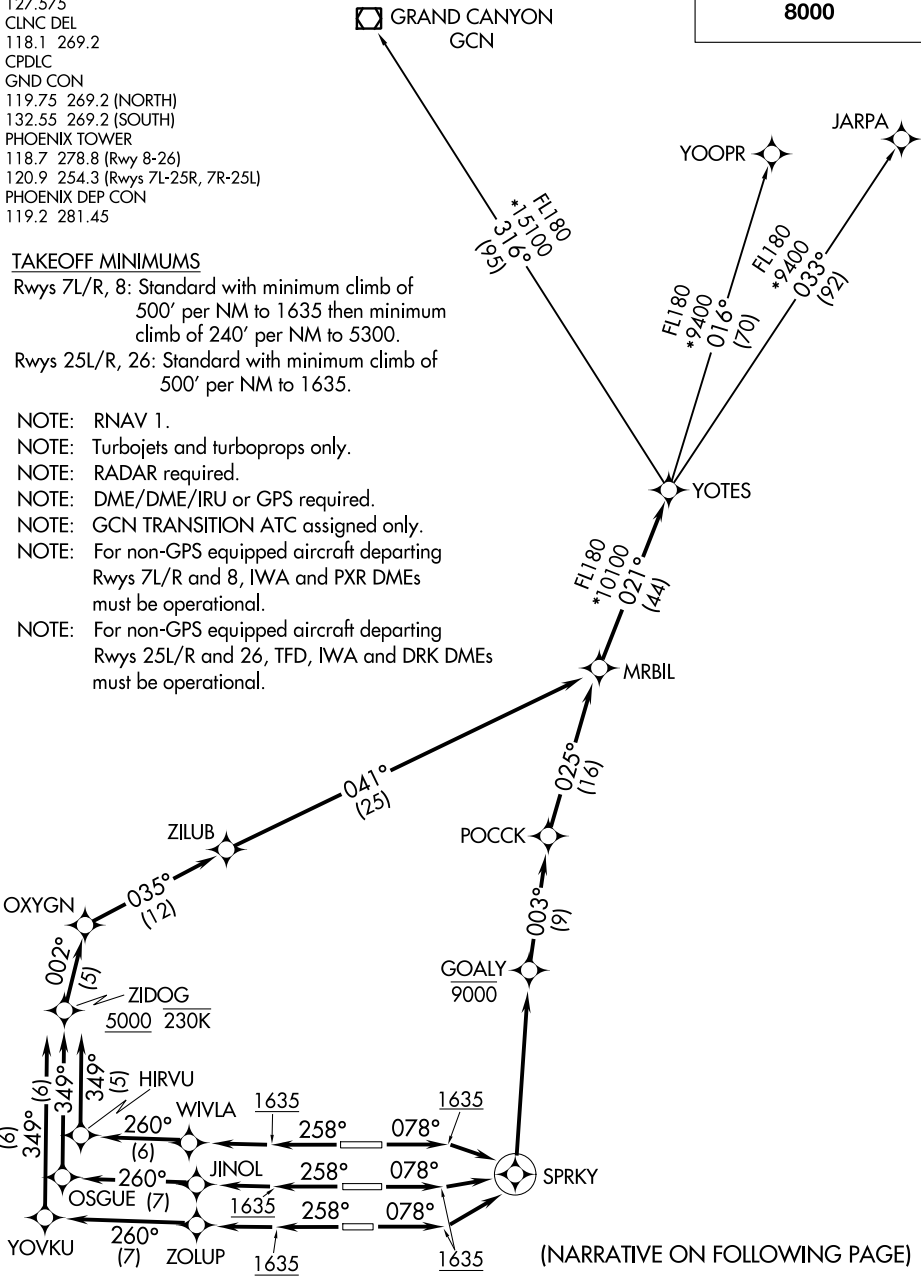 127.575
CLNC DEL
118.1 269.2
CPDLC
GND CON
119.75 269.2 (NORTH)
132.55 269.2 (SOUTH)
PHOENIX TOWER
118.7 278.8 (Rwy 8-26)
120.9 254.3 (Rwys 7L-25R, 7R-25L)
PHOENIX DEP CON
119.2 281.45
GRAND CANYON
GCN
8000
JARPA
YOOPR
FL180
*15100
316°
(95)
FL180
*9400
016°
(70)
FL180
*9400
033°
(92)
TAKEOFF MINIMUMS
Rwys 7L/R, 8: Standard with minimum climb of
500' per NM to 1635 then minimum
climb of 240' per NM to 5300.
Rwys 25L/R, 26: Standard with minimum climb of
500' per NM to 1635.
NOTE: RNAV 1.
NOTE: Turbojets and turboprops only.
NOTE: RADAR required.
NOTE: DME/DME/IRU or GPS required.
NOTE: GCN TRANSITION ATC assigned only.
NOTE: For non-GPS equipped aircraft departing
Rwys 7L/R and 8, IWA and PXR DMEs
must be operational.
NOTE: For non-GPS equipped aircraft departing
Rwys 25L/R and 26, TFD, IWA and DRK DMEs
must be operational.
YOTES
FL180
*10100
021°
(44)
MRBIL
041°
(25)
025°
(16)
ZILUB
POCCK
035°
(12)
OXYGN
003°
(9)
002°
(5)
GOALY
9000
ZIDOG
5000 230K
349°
(6)
349°
(6)
349°
(5)
HIRVU
WIVLA
1635
1635
260°
(6)
258°
078°
JINOL
260°
(7)
258°
078°
SPRKY
OSGUE
1635
258°
078°
YOVKU
260°
(7)
ZOLUP
1635
1635
(NARRATIVE ON FOLLOWING PAGE)